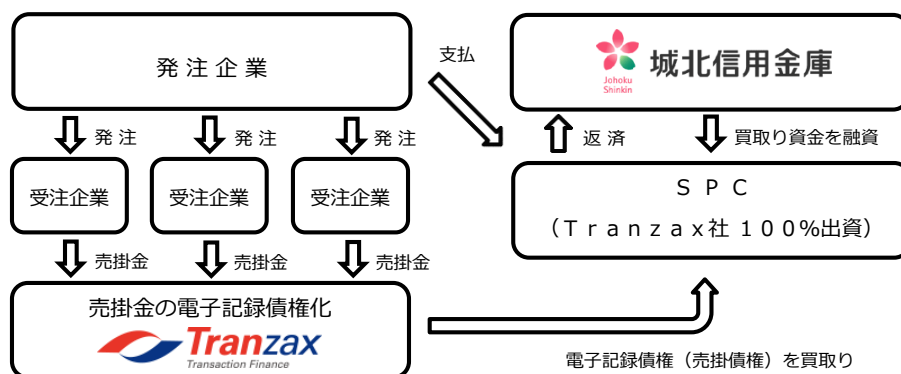 発 注 企 業
支払
Johoku
Shinkin
城北信用金庫
発 注
発 注
発 注
返 済
買取り資金を融資
受注企業
受注企業
受注企業
ＳＰＣ
（Ｔｒａｎｚａｘ社 １００％出資）
売掛金
売掛金
売掛金
売掛金の電子記録債権化
Tranzax
Transaction Finance
電子記録債権（売掛債権）を買取り